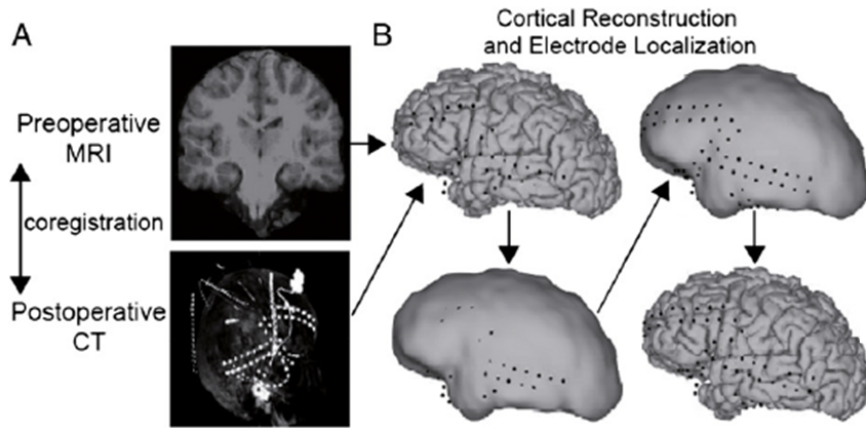 A
Preoperative
MRI
coregistration
Postoperative
CT
B
Cortical Reconstruction
and Electrode Localization